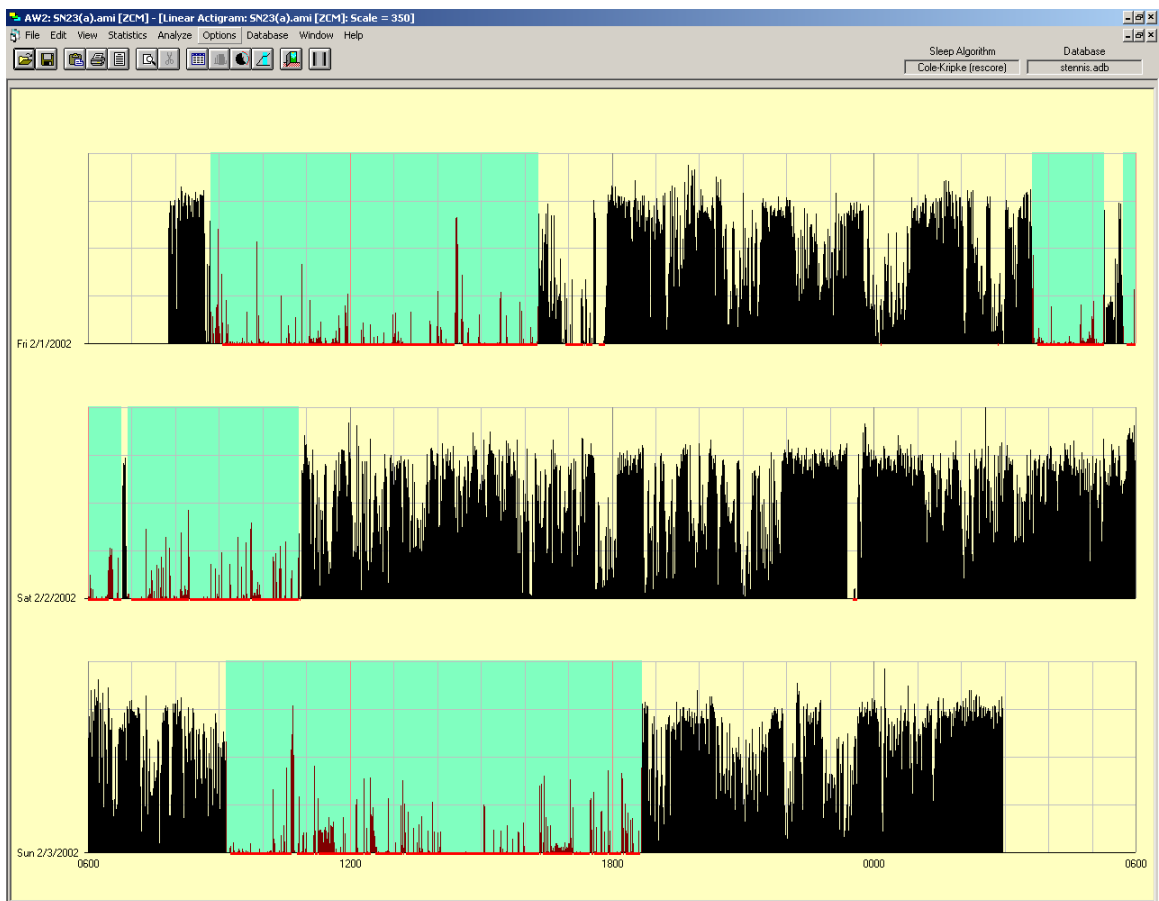 AW2: SN23(a).ami [ZCM] - [Linear Actigram: SN23(a).ami [ZCM]: Scale = 350]
File Edit View Statistics Analyze Options Database Window Help
Sleep Algorithm Database
Cole-Kripke (rescore) stennis.adb
Fri 2/1/2002
Sat 2/2/2002
Sun 2/3/2002
0600 1200 1800 0000 0600